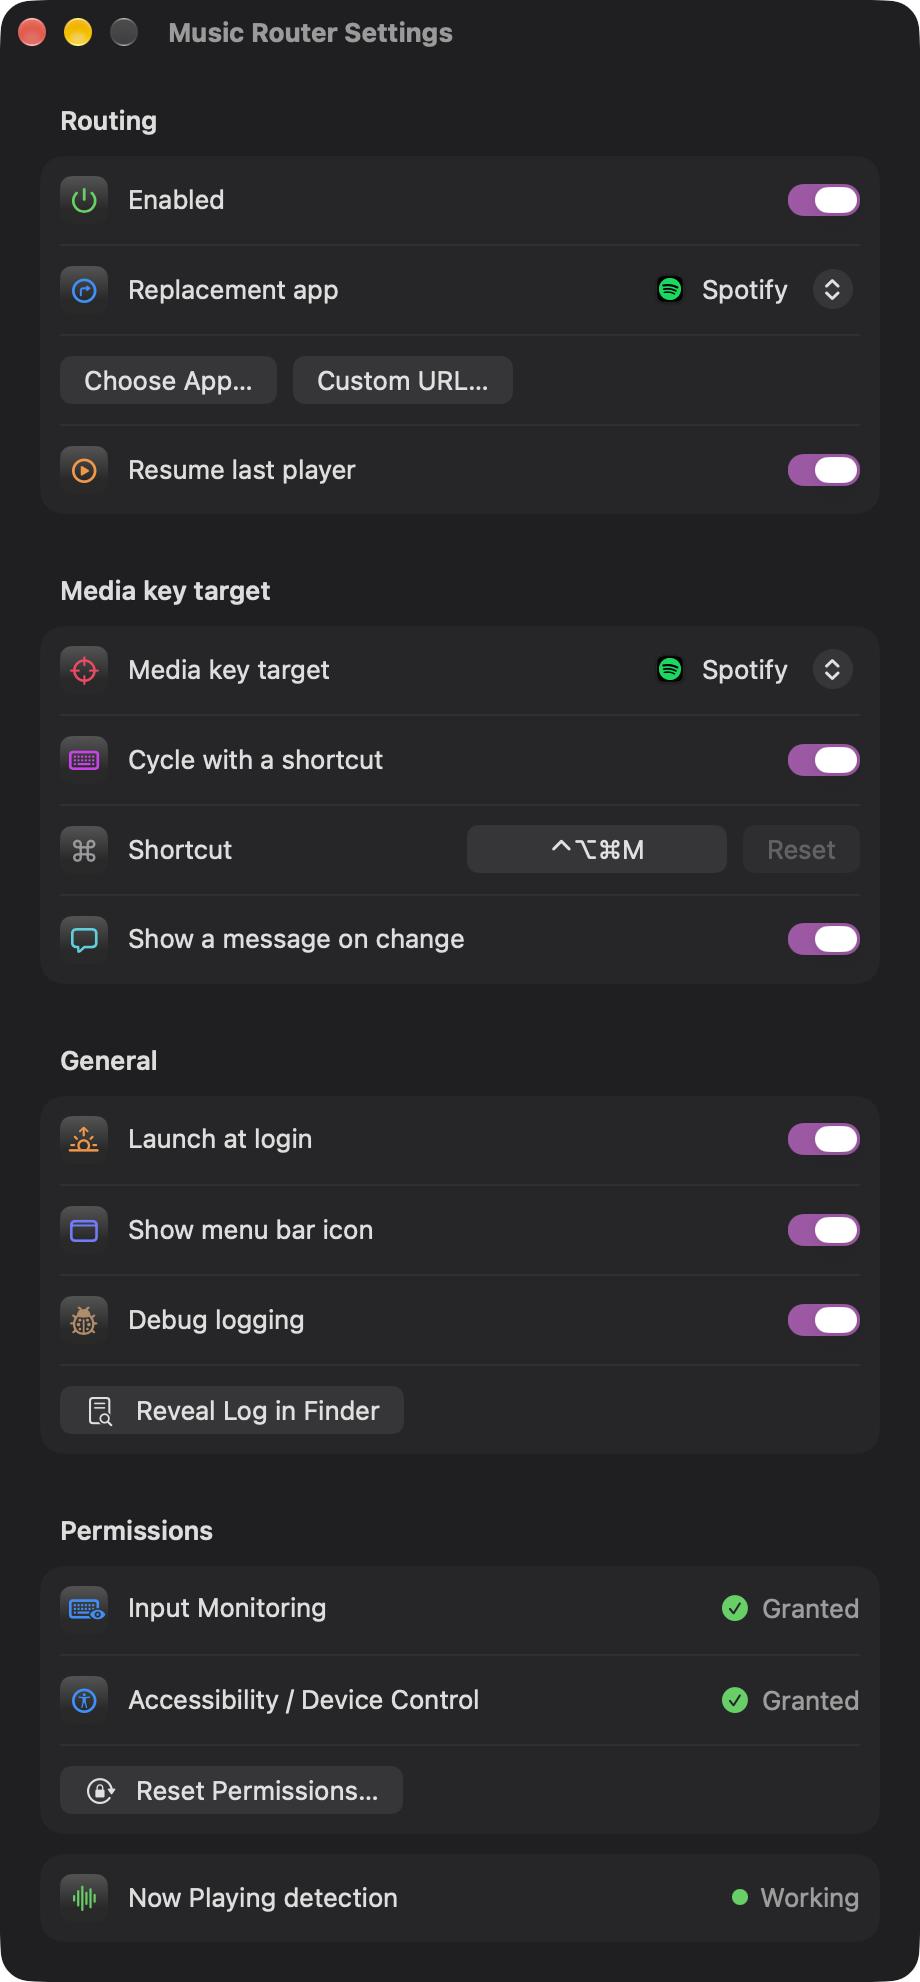 Music Router Settings
Routing
Enabled
Replacement app
Spotify
Choose App...
Custom URL...
Resume last player
Media key target
Media key target
Spotify
Cycle with a shortcut
Shortcut
⌃⌥⌘M
Reset
Show a message on change
General
Launch at login
Show menu bar icon
Debug logging
Reveal Log in Finder
Permissions
Input Monitoring
Granted
Accessibility / Device Control
Granted
Reset Permissions...
Now Playing detection
Working